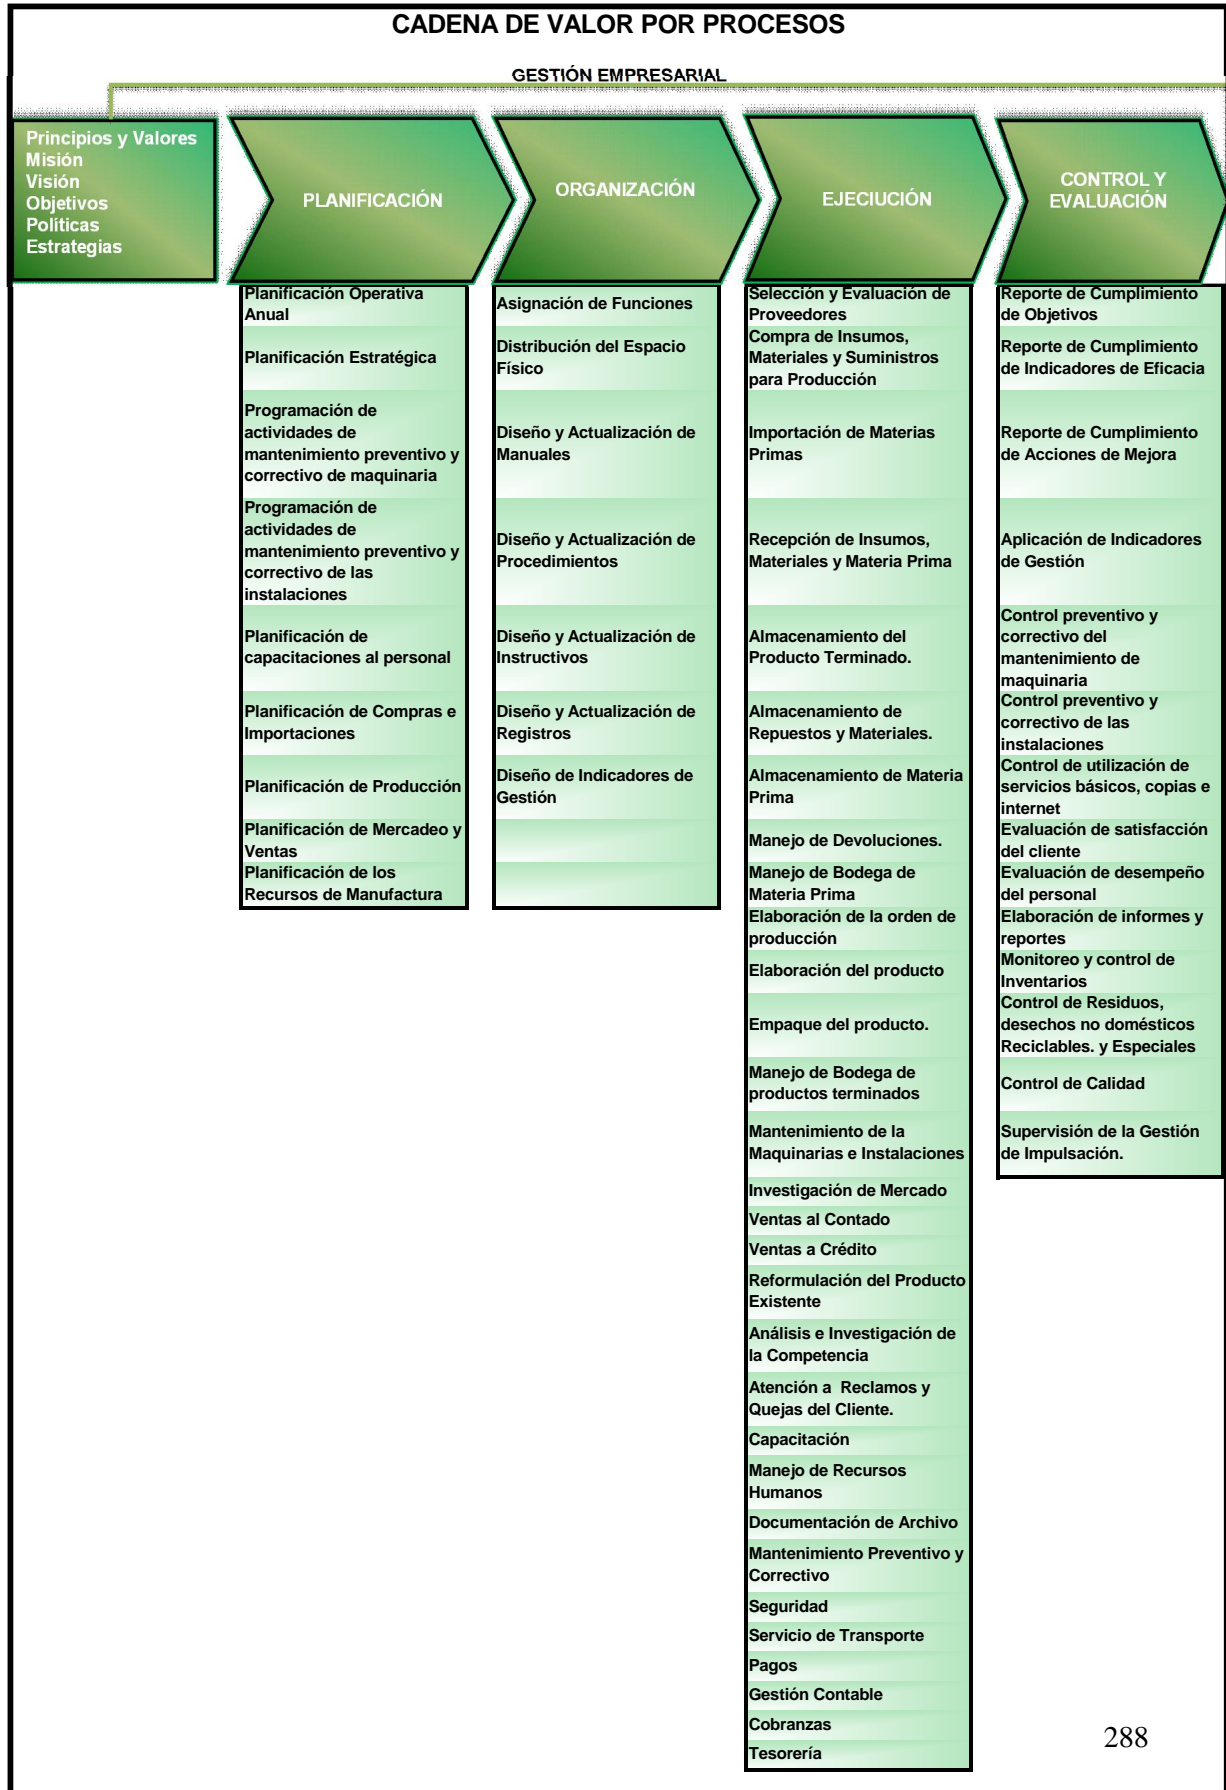 CADENA DE VALOR POR PROCESOS
GESTIÓN EMPRESARIAL
Principios y Valores
Misión
Visión
Objetivos
Políticas
Estrategias
PLANIFICACIÓN
Planificación Operativa
Anual
Planificación Estratégica
Programación de
actividades de
mantenimiento preventivo y
correctivo de maquinaria
Programación de
actividades de
mantenimiento preventivo y
correctivo de las
instalaciones
Planificación de
capacitaciones al personal
Planificación de Compras e
Importaciones
Planificación de Producción
Planificación de Mercadeo y
Ventas
Planificación de los
Recursos de Manufactura
ORGANIZACIÓN
Asignación de Funciones
Distribución del Espacio
Físico
Diseño y Actualización de
Manuales
Diseño y Actualización de
Procedimientos
Diseño y Actualización de
Instructivos
Diseño y Actualización de
Registros
Diseño de Indicadores de
Gestión
EJECIUCIÓN
Selección y Evaluación de
Proveedores
Compra de Insumos,
Materiales y Suministros
para Producción
Importación de Materias
Primas
Recepción de Insumos,
Materiales y Materia Prima
Almacenamiento del
Producto Terminado.
Almacenamiento de
Repuestos y Materiales.
Almacenamiento de Materia
Prima
Manejo de Devoluciones.
Manejo de Bodega de
Materia Prima
Elaboración de la orden de
producción
Elaboración del producto
Empaque del producto.
Manejo de Bodega de
productos terminados
Mantenimiento de la
Maquinarias e Instalaciones
Investigación de Mercado
Ventas al Contado
Ventas a Crédito
Reformulación del Producto
Existente
Análisis e Investigación de
la Competencia
Atención a  Reclamos y
Quejas del Cliente.
Capacitación
Manejo de Recursos
Humanos
Documentación de Archivo
Mantenimiento Preventivo y
Correctivo
Seguridad
Servicio de Transporte
Pagos
Gestión Contable
Cobranzas
Tesorería
CONTROL Y
EVALUACIÓN
Reporte de Cumplimiento
de Objetivos
Reporte de Cumplimiento
de Indicadores de Eficacia
Reporte de Cumplimiento
de Acciones de Mejora
Aplicación de Indicadores
de Gestión
Control preventivo y
correctivo del
mantenimiento de
maquinaria
Control preventivo y
correctivo de las
instalaciones
Control de utilización de
servicios básicos, copias e
internet
Evaluación de satisfacción
del cliente
Evaluación de desempeño
del personal
Elaboración de informes y
reportes
Monitoreo y control de
Inventarios
Control de Residuos,
desechos no domésticos
Reciclables. y Especiales
Control de Calidad
Supervisión de la Gestión
de Impulsación.
288